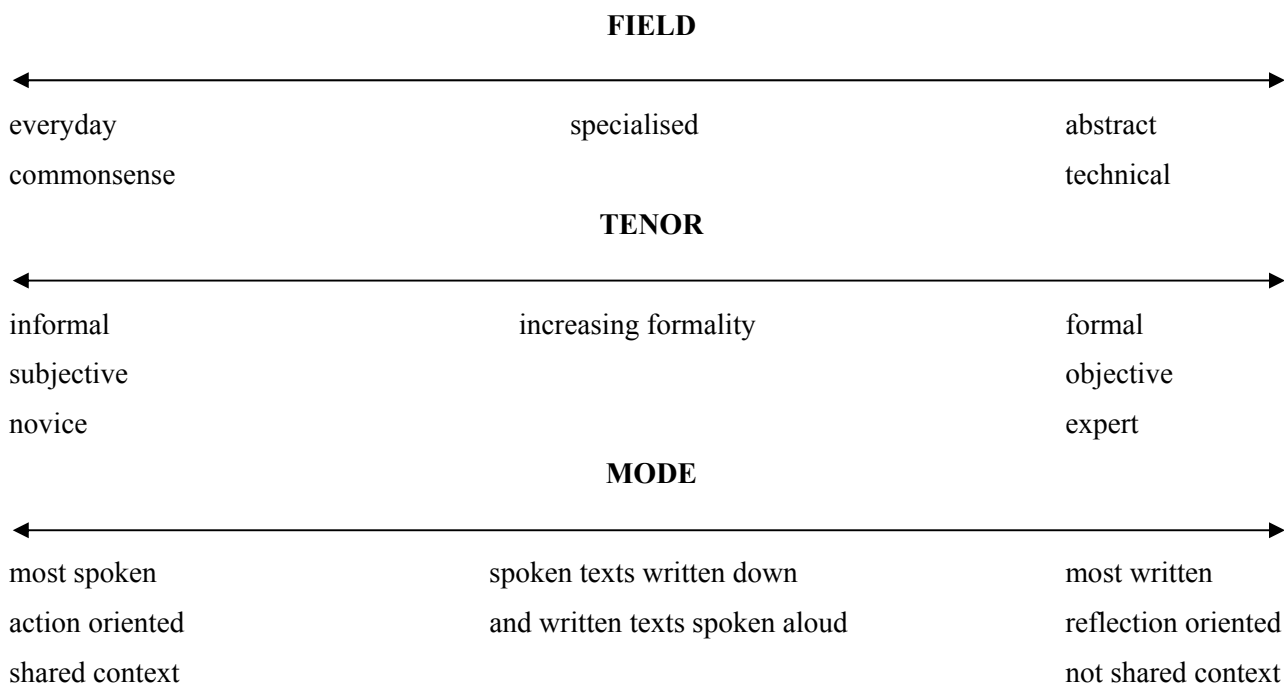 FIELD
everyday specialised abstract
commonsense technical
TENOR
informal increasing formality formal
subjective objective
novice expert
MODE
most spoken spoken texts written down most written
action oriented and written texts spoken aloud reflection oriented
shared context not shared context